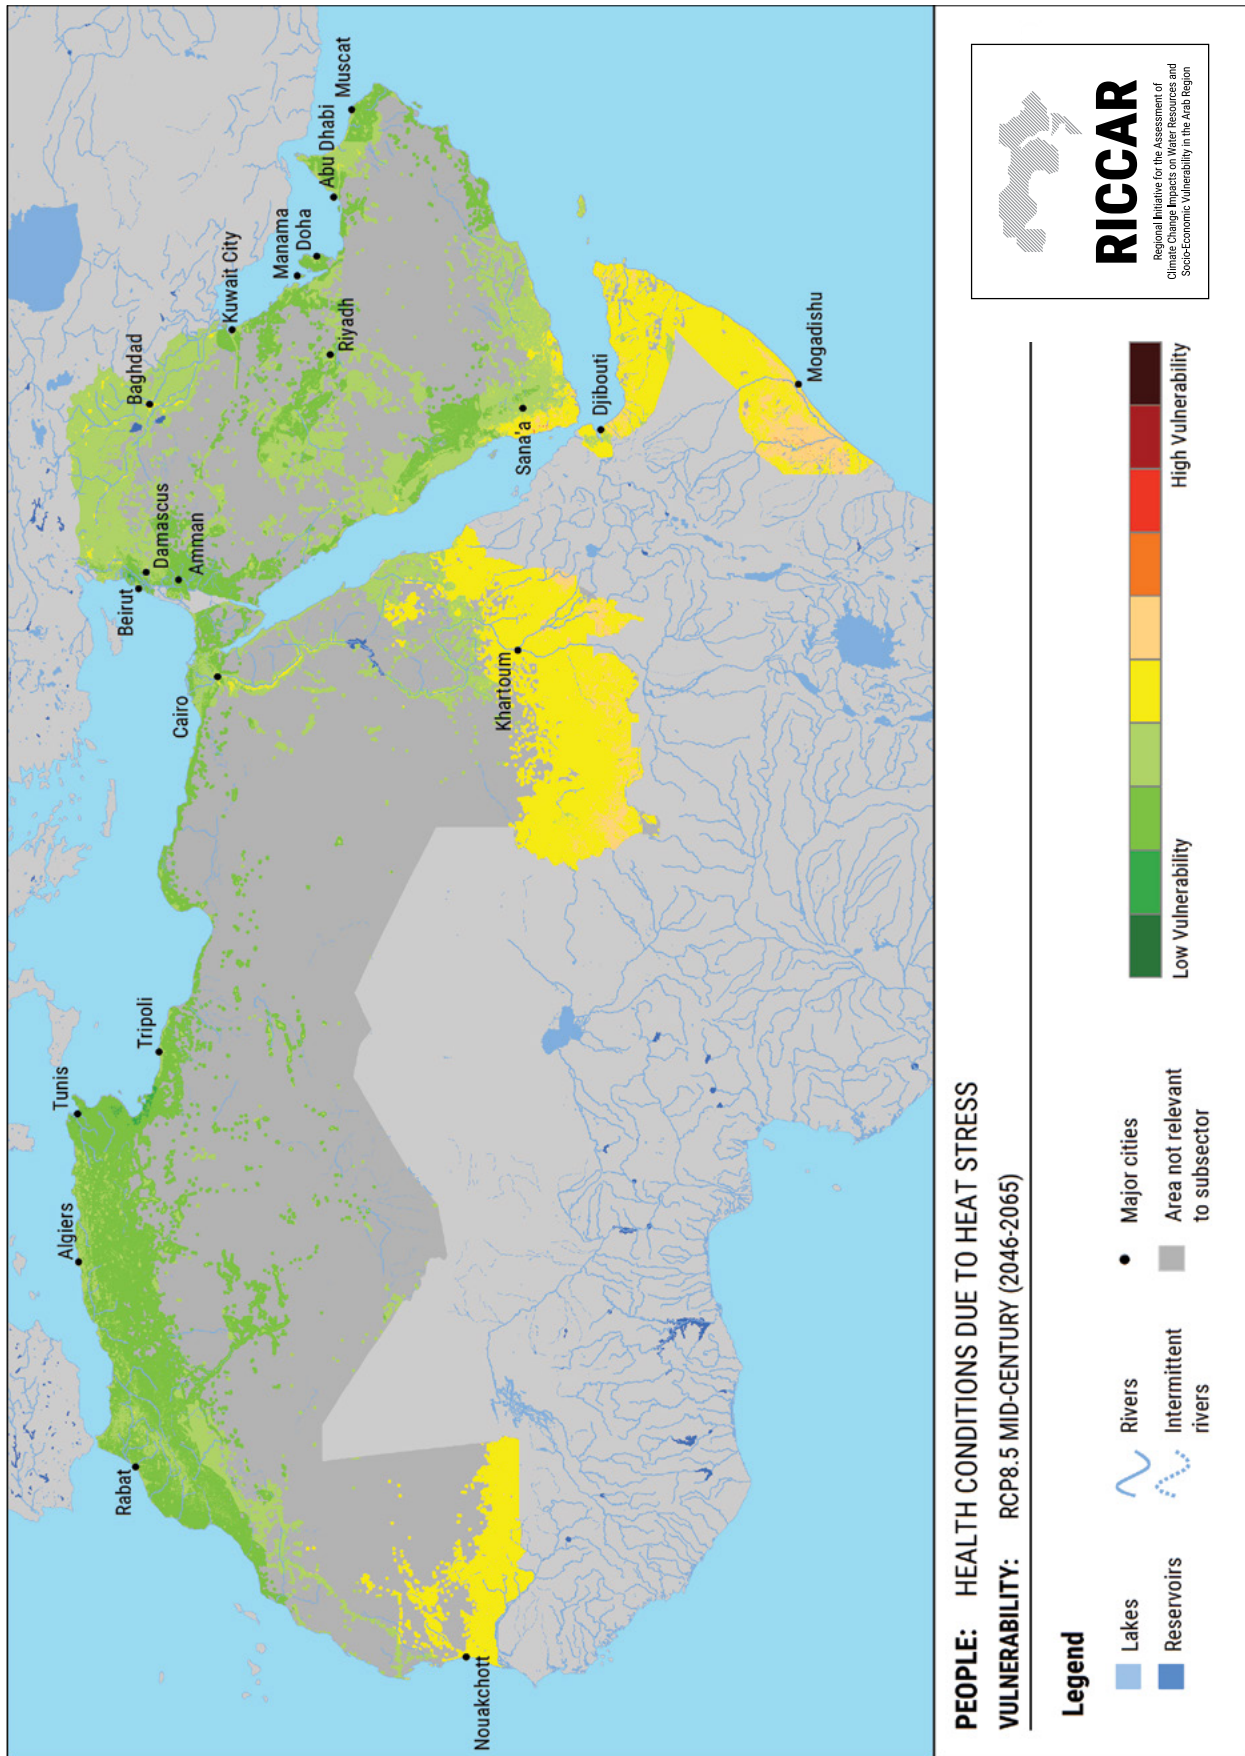 Rabat
Algiers
Tunis
Tripoli
Cairo
Beirut
Damascus
Amman
Baghdad
Kuwait City
Manama
Doha
Abu Dhabi
Muscat
Riyadh
Sana'a
Djibouti
Khartoum
Mogadishu
Nouakchott
PEOPLE: HEALTH CONDITIONS DUE TO HEAT STRESS
VULNERABILITY: RCP8.5 MID-CENTURY (2046-2065)
Legend
Lakes
Reservoirs
Rivers
Intermittent
rivers
Major cities
Area not relevant
to subsector
Low Vulnerability
High Vulnerability
RICCAR
Regional Initiative for the Assessment of
Climate Change Impacts on Water Resources and
Socio-Economic Vulnerability in the Arab Region